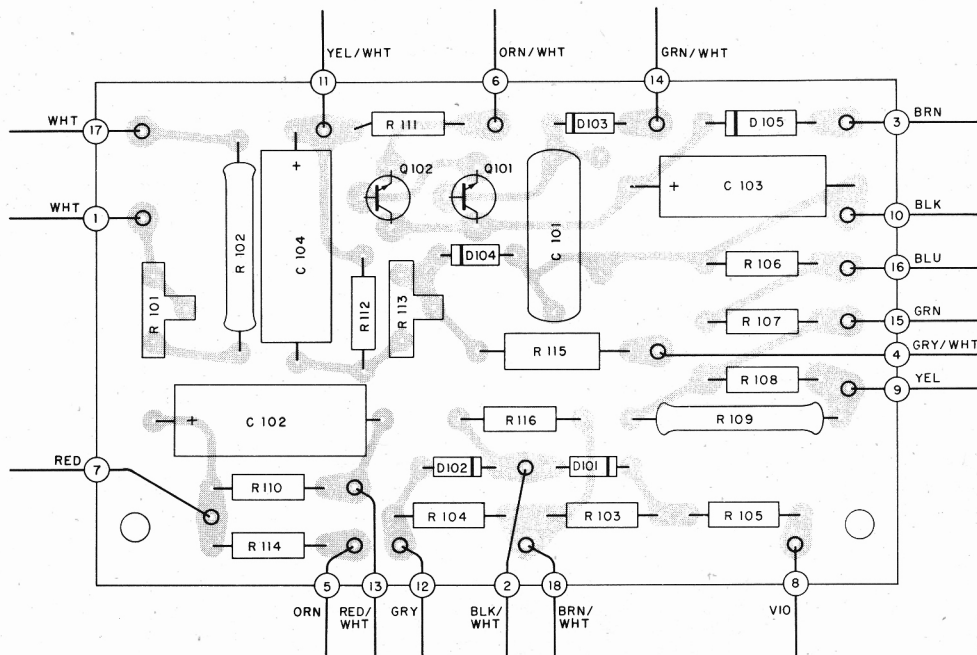 YEL/WHT
ORN/WHT
GRN/WHT
11
6
14
WHT
17
R 111
D103
D 105
3
BRN
+
Q102
Q101
+
C 103
WHT
1
R 102
C 104
C 101
10
BLK
D104
R 106
16
BLU
R 101
R 112
R 113
R 107
15
GRN
R 115
4
GRY/WHT
R 108
9
YEL
+
C 102
R 116
R 109
RED
7
D102
D101
R 110
R 104
R 103
R 105
R 114
5
13
12
2
18
8
ORN
RED/
WHT
GRY
BLK/
WHT
BRN/
WHT
VIO